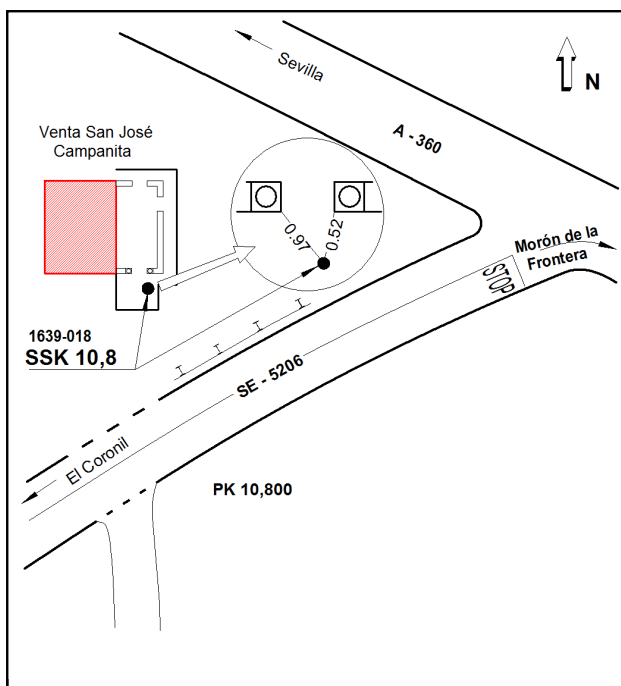 Sevilla
N
Venta San José
Campanita
A - 360
0.97
0.52
Morón de la
Frontera
STOP
1639-018
SSK 10,8
SE - 5206
El Coronil
PK 10,800